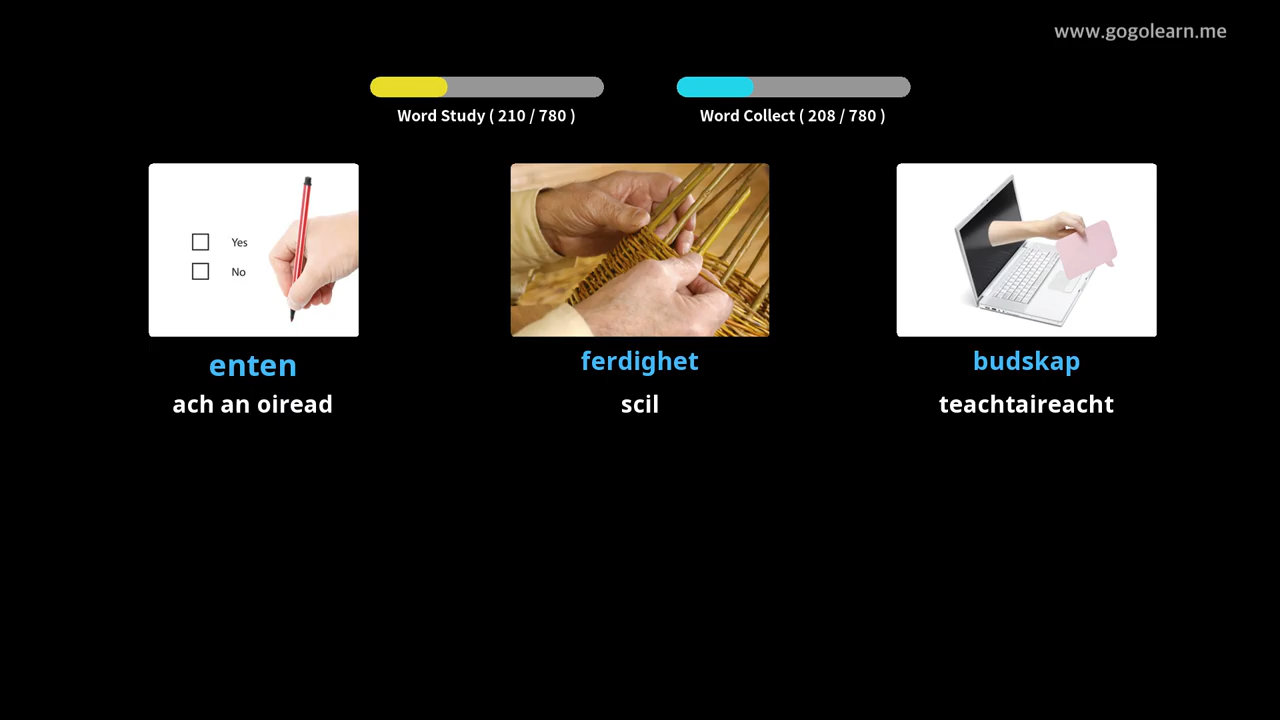 www.gogolearn.me
Word Study ( 210 / 780 )
Word Collect ( 208 / 780 )
Yes
No
enten
ferdighet
budskap
ach an oiread
scil
teachtaireacht